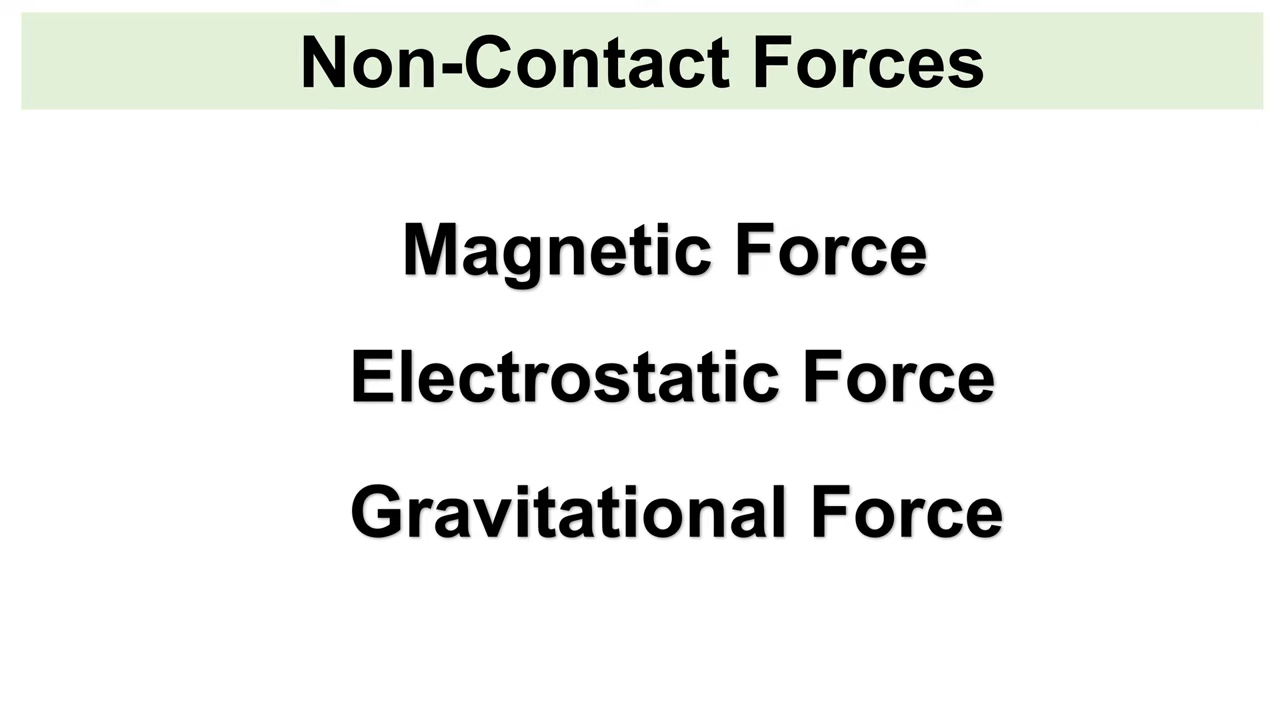 Non-Contact Forces
Magnetic Force
Electrostatic Force
Gravitational Force